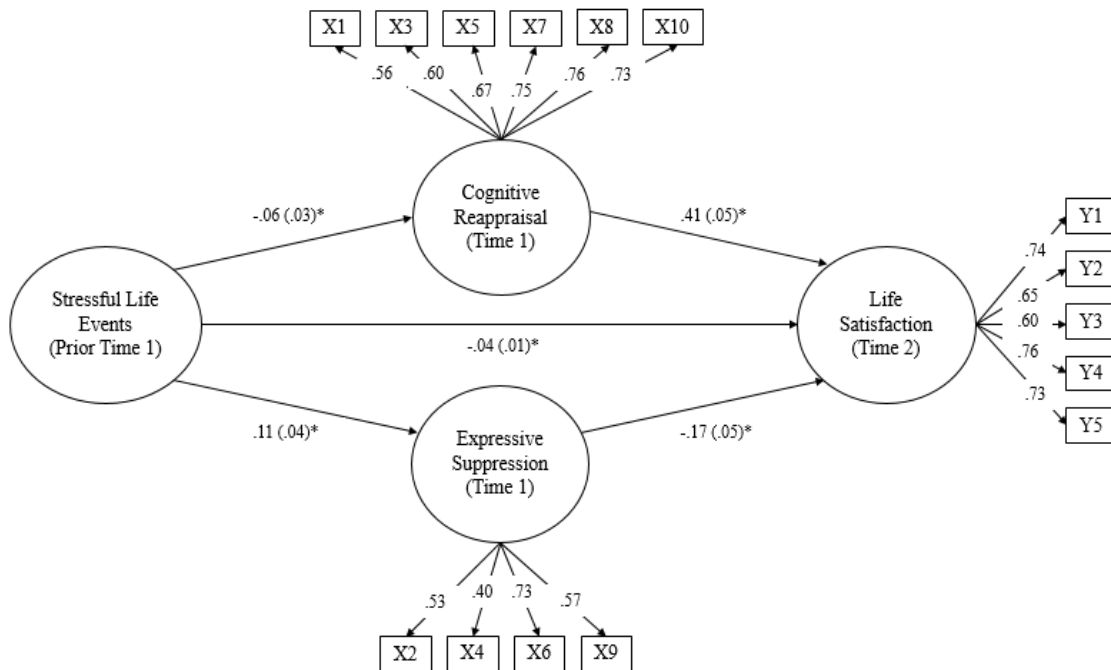 X1 X3 X5 X7 X8 X10
.56 .60 .67 .75 .76 .73
Cognitive
Reappraisal
(Time 1)
-.06 (.03)*
.41 (.05)*
Stressful Life
Events
(Prior Time 1)
-.04 (.01)*
Life
Satisfaction
(Time 2)
.74 Y1
.65 Y2
.60 Y3
.76 Y4
.73 Y5
.11 (.04)*
-.17 (.05)*
Expressive
Suppression
(Time 1)
.53 .40 .73 .57
X2 X4 X6 X9